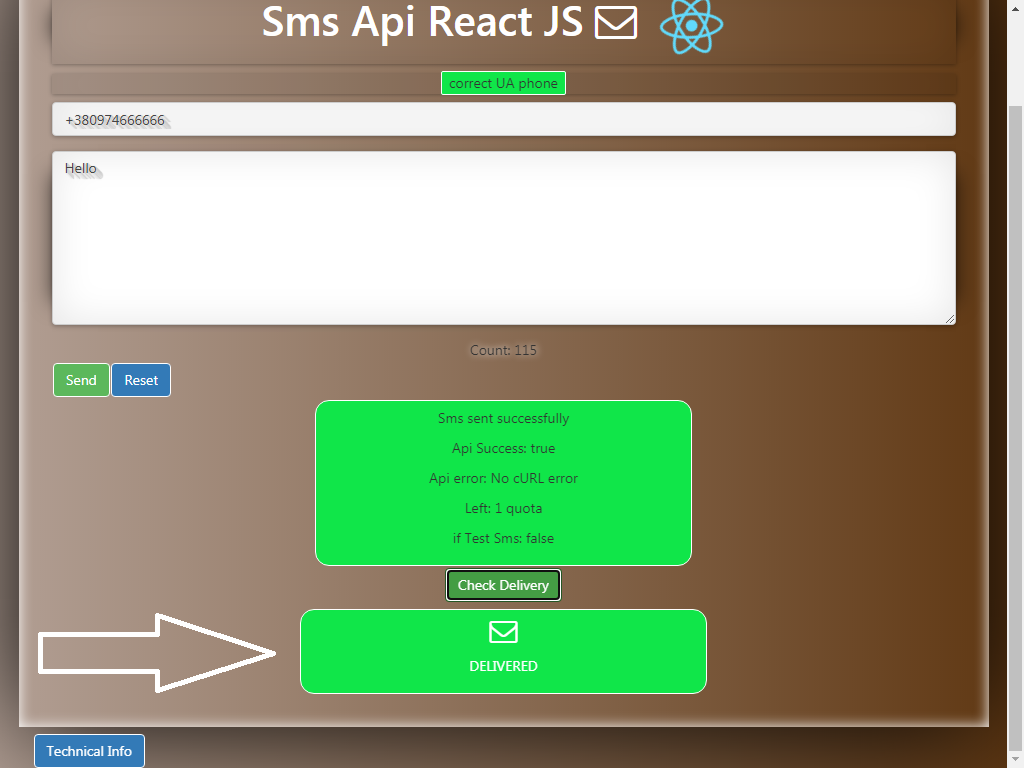 Sms Api React JS
correct UA phone
+380974666666
Hello
Count: 115
Send Reset
Sms sent successfully
Api Success: true
Api error: No cURL error
Left: 1 quota
if Test Sms: false
Check Delivery
DELIVERED
Technical Info